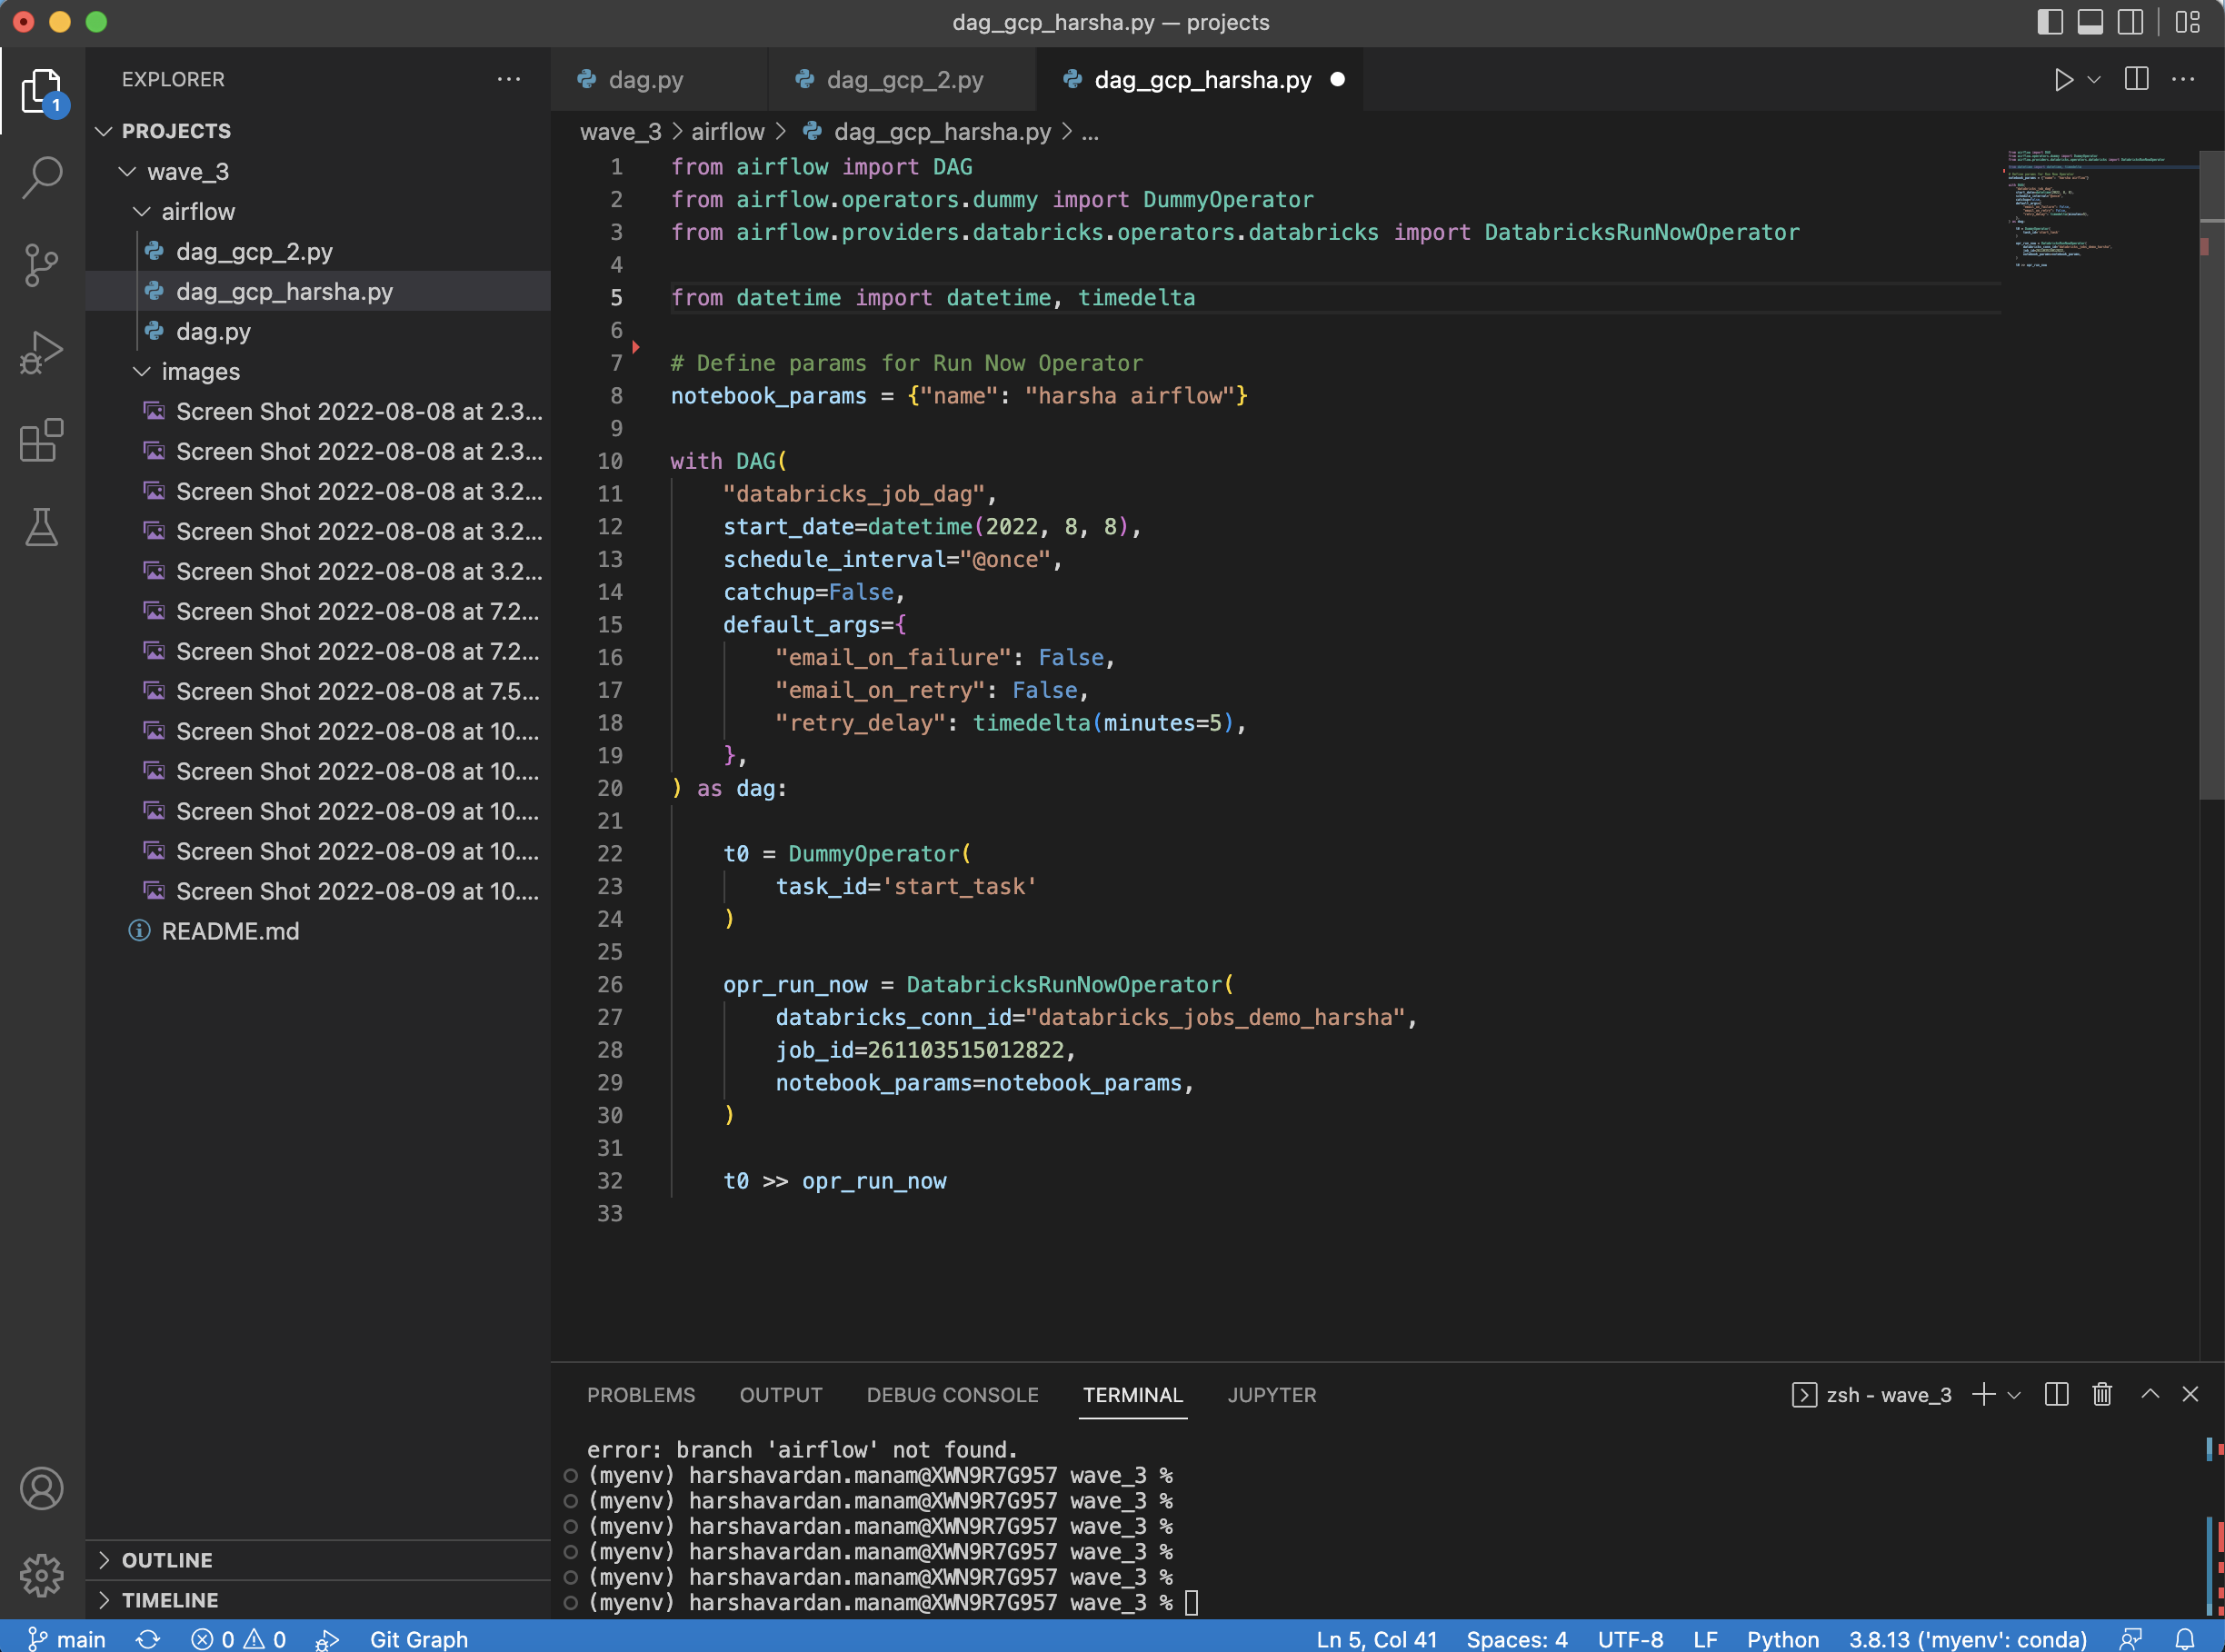 dag_gcp_harsha.py — projects
EXPLORER
1
PROJECTS
wave_3
airflow
dag_gcp_2.py
dag_gcp_harsha.py
dag.py
images
Screen Shot 2022-08-08 at 2.3...
Screen Shot 2022-08-08 at 2.3...
Screen Shot 2022-08-08 at 3.2...
Screen Shot 2022-08-08 at 3.2...
Screen Shot 2022-08-08 at 3.2...
Screen Shot 2022-08-08 at 7.2...
Screen Shot 2022-08-08 at 7.2...
Screen Shot 2022-08-08 at 7.5...
Screen Shot 2022-08-08 at 10....
Screen Shot 2022-08-08 at 10....
Screen Shot 2022-08-09 at 10....
Screen Shot 2022-08-09 at 10....
Screen Shot 2022-08-09 at 10....
README.md
OUTLINE
TIMELINE
dag.py dag_gcp_2.py dag_gcp_harsha.py
wave_3 > airflow > dag_gcp_harsha.py > ...
1 from airflow import DAG
2 from airflow.operators.dummy import DummyOperator
3 from airflow.providers.databricks.operators.databricks import DatabricksRunNowOperator
4
5 from datetime import datetime, timedelta
6
7 # Define params for Run Now Operator
8 notebook_params = {"name": "harsha airflow"}
9
10 with DAG(
11     "databricks_job_dag",
12     start_date=datetime(2022, 8, 8),
13     schedule_interval="@once",
14     catchup=False,
15     default_args={
16         "email_on_failure": False,
17         "email_on_retry": False,
18         "retry_delay": timedelta(minutes=5),
19     },
20 ) as dag:
21
22     t0 = DummyOperator(
23         task_id='start_task'
24     )
25
26     opr_run_now = DatabricksRunNowOperator(
27         databricks_conn_id="databricks_jobs_demo_harsha",
28         job_id=261103515012822,
29         notebook_params=notebook_params,
30     )
31
32     t0 >> opr_run_now
33
PROBLEMS OUTPUT DEBUG CONSOLE TERMINAL JUPYTER
zsh - wave_3
error: branch 'airflow' not found.
(myenv) harshavardan.manam@XWN9R7G957 wave_3 %
(myenv) harshavardan.manam@XWN9R7G957 wave_3 %
(myenv) harshavardan.manam@XWN9R7G957 wave_3 %
(myenv) harshavardan.manam@XWN9R7G957 wave_3 %
(myenv) harshavardan.manam@XWN9R7G957 wave_3 %
(myenv) harshavardan.manam@XWN9R7G957 wave_3 %
main 0 0 Git Graph Ln 5, Col 41 Spaces: 4 UTF-8 LF Python 3.8.13 ('myenv': conda)